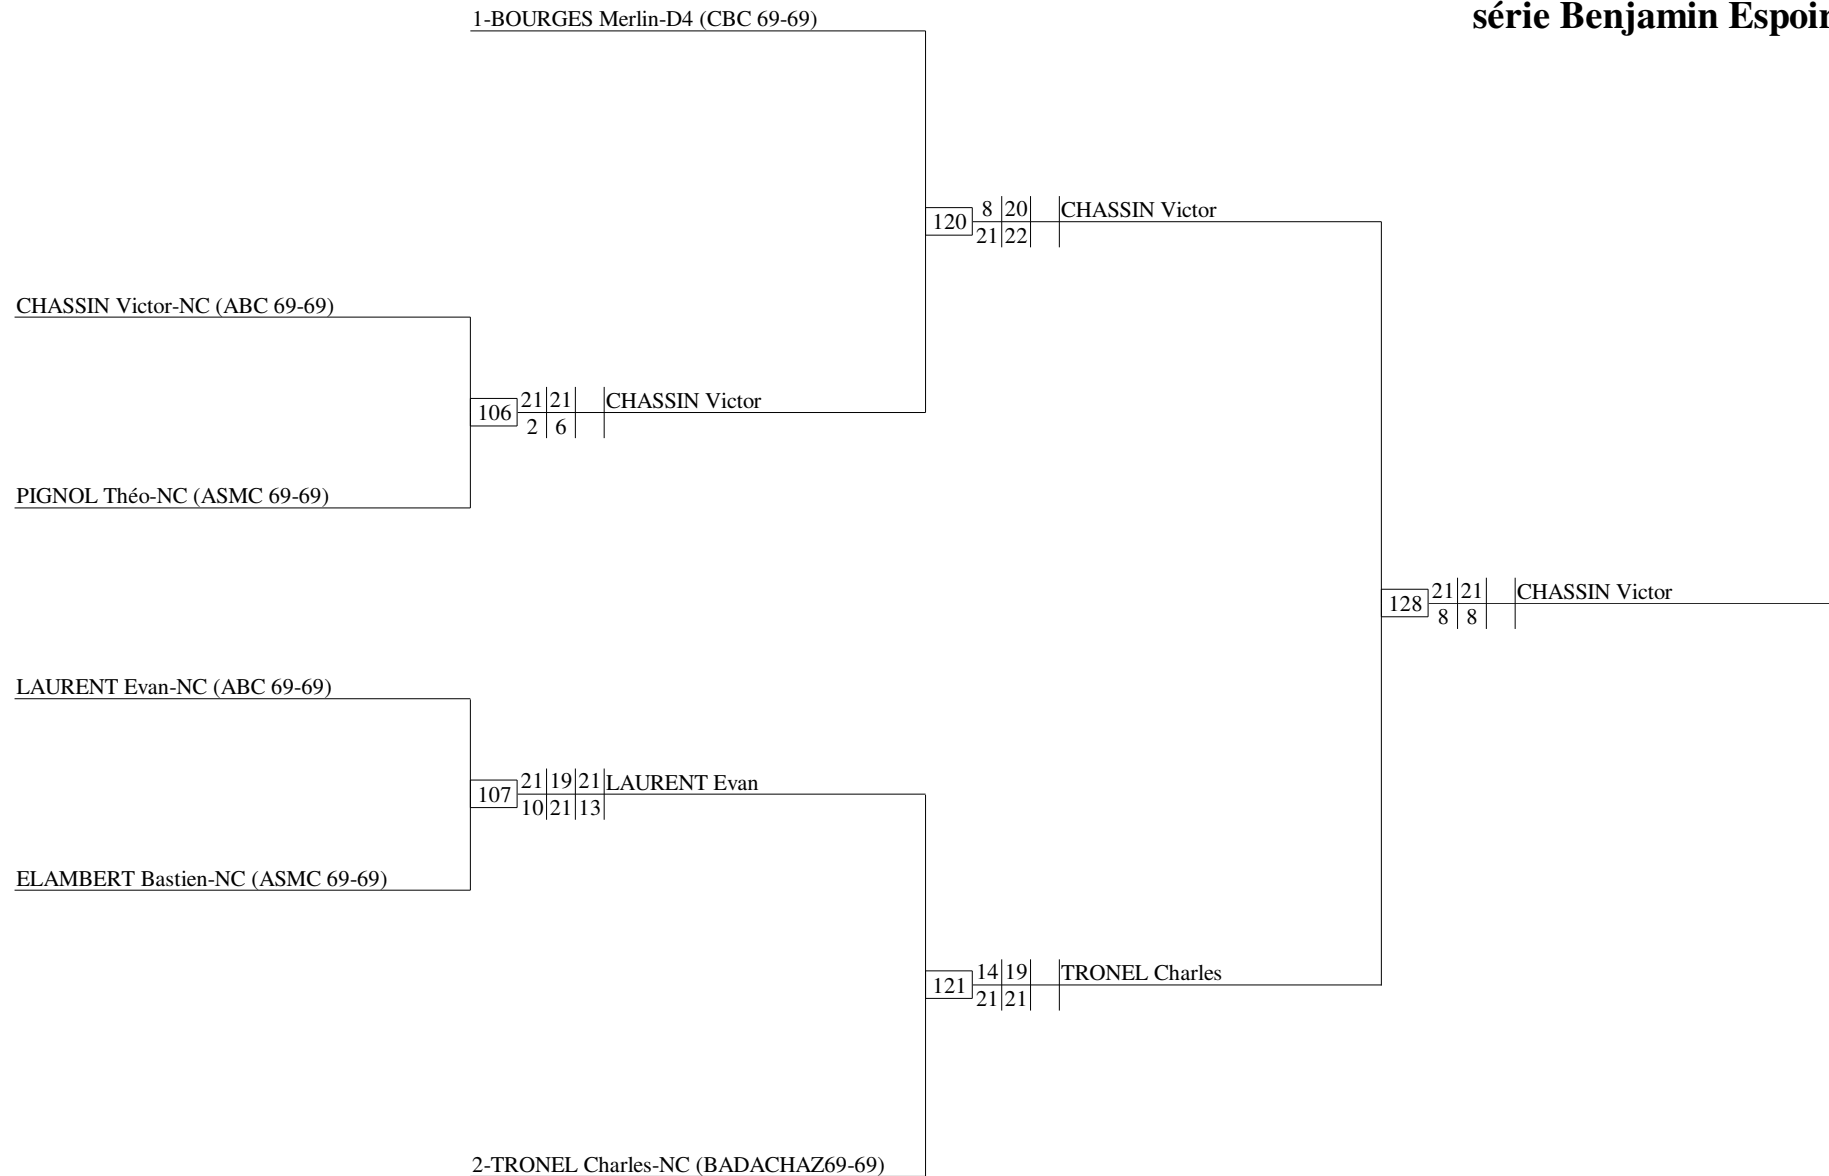 1-BOURGES Merlin-D4 (CBC 69-69)
série Benjamin Espoir
8 20 CHASSIN Victor
120
21 22
CHASSIN Victor-NC (ABC 69-69)
21 21 CHASSIN Victor
106
2 6
PIGNOL Théo-NC (ASMC 69-69)
21 21 CHASSIN Victor
128
8 8
LAURENT Evan-NC (ABC 69-69)
21 19 21 LAURENT Evan
107
10 21 13
ELAMBERT Bastien-NC (ASMC 69-69)
14 19 TRONEL Charles
121
21 21
2-TRONEL Charles-NC (BADACHAZ69-69)